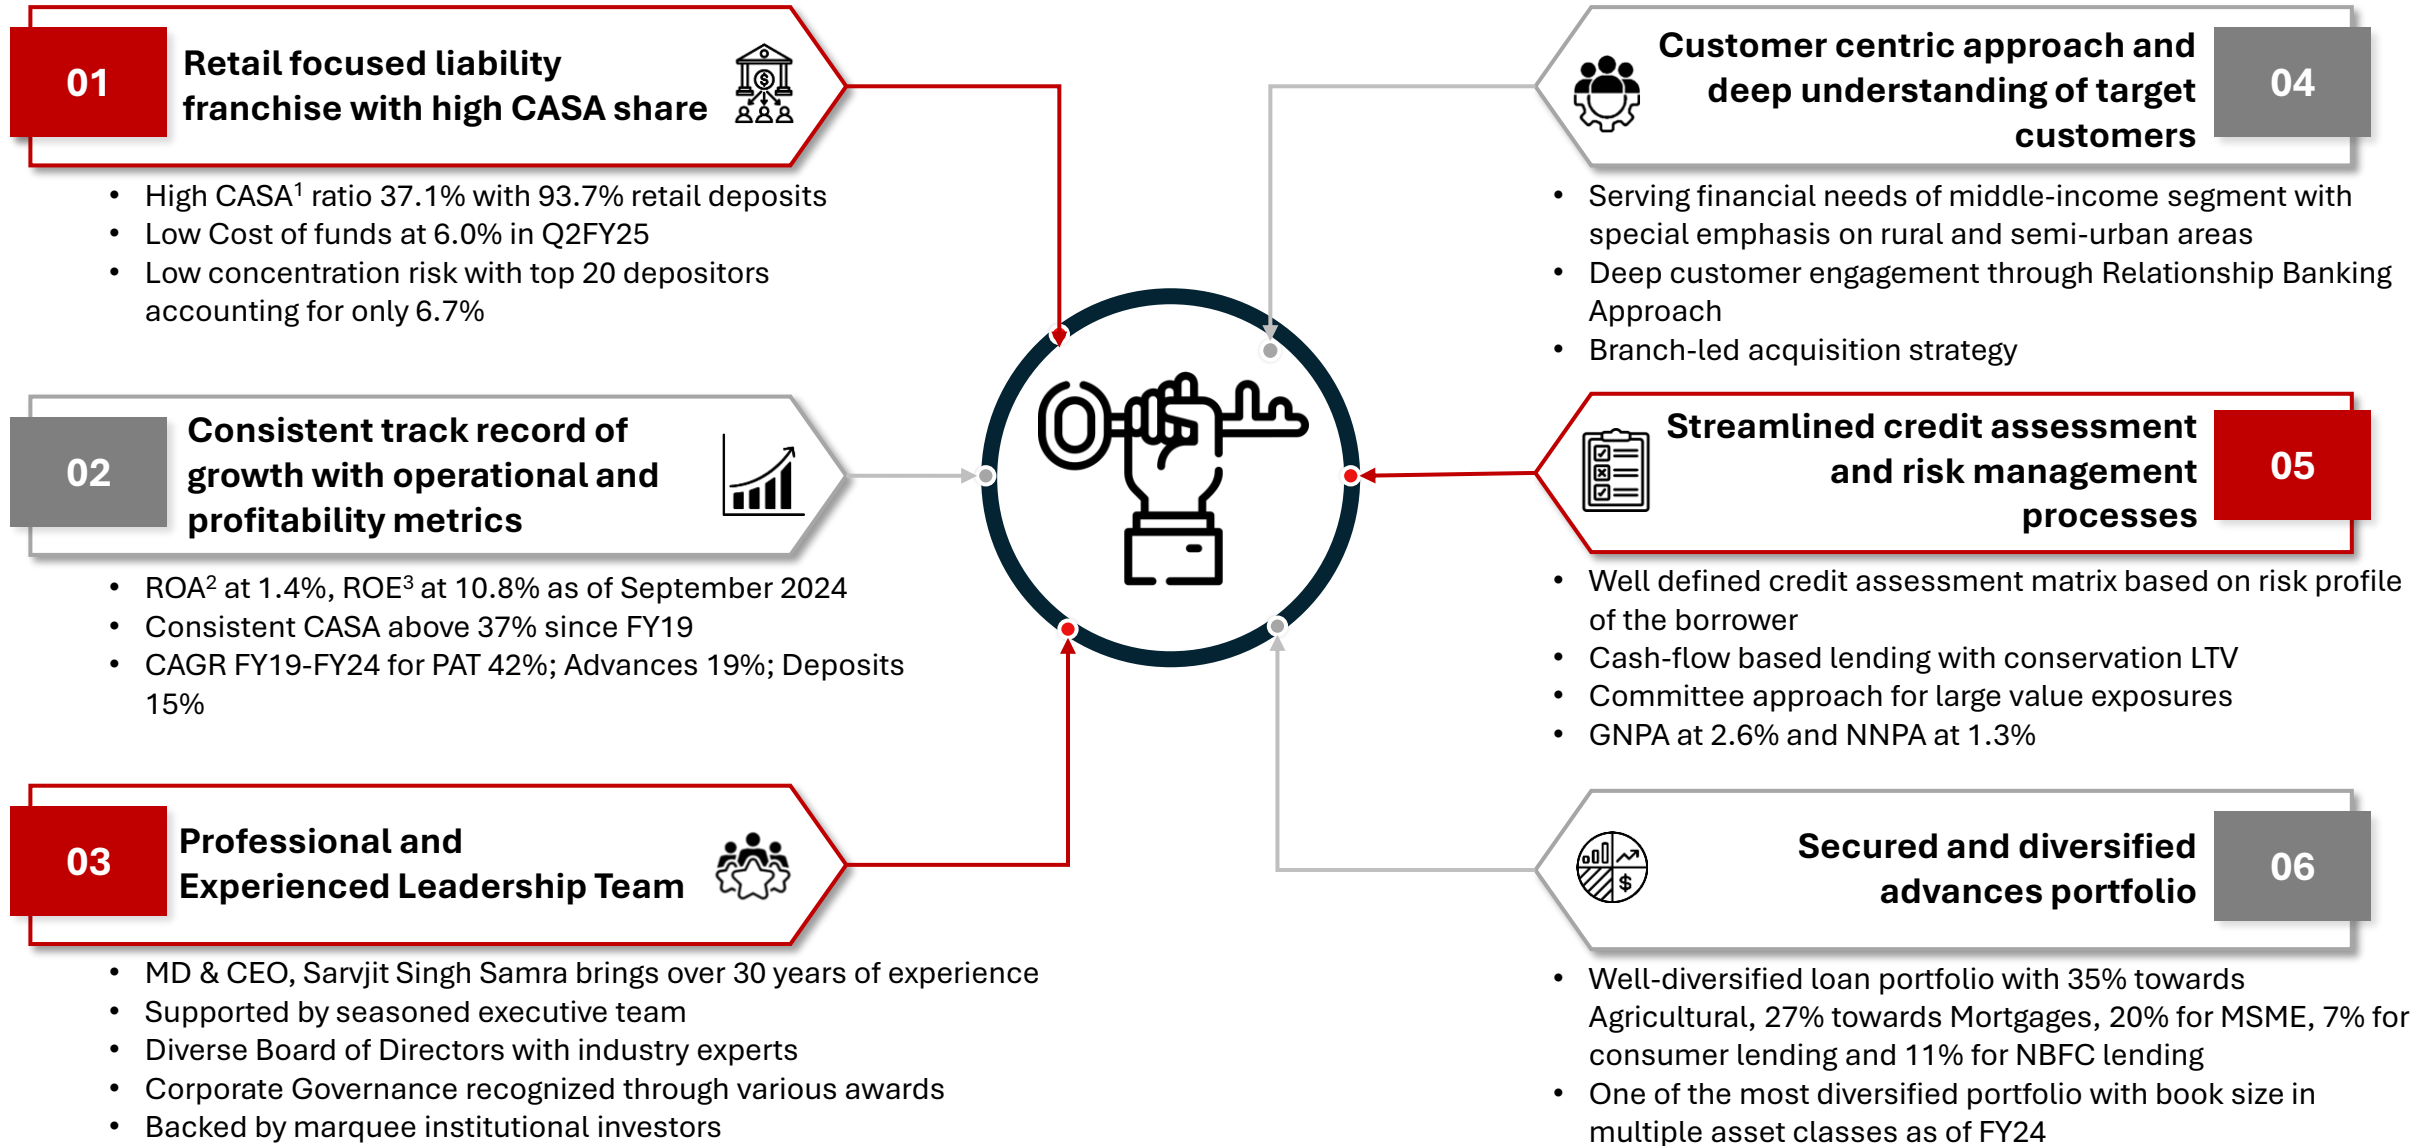 01
Retail focused liability
franchise with high CASA share
• High CASA¹ ratio 37.1% with 93.7% retail deposits
• Low Cost of funds at 6.0% in Q2FY25
• Low concentration risk with top 20 depositors
accounting for only 6.7%
02
Consistent track record of
growth with operational and
profitability metrics
• ROA² at 1.4%, ROE³ at 10.8% as of September 2024
• Consistent CASA above 37% since FY19
• CAGR FY19-FY24 for PAT 42%; Advances 19%; Deposits
15%
03
Professional and
Experienced Leadership Team
• MD & CEO, Sarvjit Singh Samra brings over 30 years of experience
• Supported by seasoned executive team
• Diverse Board of Directors with industry experts
• Corporate Governance recognized through various awards
• Backed by marquee institutional investors
Customer centric approach and
deep understanding of target
customers
04
• Serving financial needs of middle-income segment with
special emphasis on rural and semi-urban areas
• Deep customer engagement through Relationship Banking
Approach
• Branch-led acquisition strategy
Streamlined credit assessment
and risk management
processes
05
• Well defined credit assessment matrix based on risk profile
of the borrower
• Cash-flow based lending with conservation LTV
• Committee approach for large value exposures
• GNPA at 2.6% and NNPA at 1.3%
Secured and diversified
advances portfolio
06
• Well-diversified loan portfolio with 35% towards
Agricultural, 27% towards Mortgages, 20% for MSME, 7% for
consumer lending and 11% for NBFC lending
• One of the most diversified portfolio with book size in
multiple asset classes as of FY24